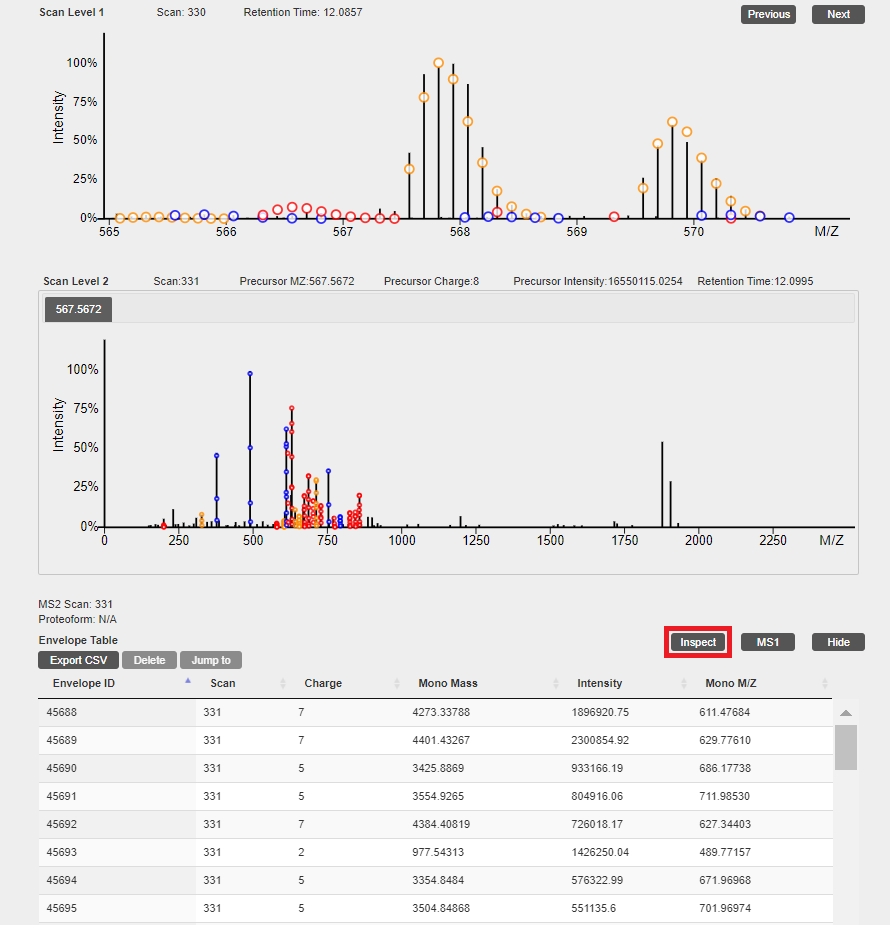 Scan Level 1 Scan: 330 Retention Time: 12.0857 Previous Next
100%
75%
50%
25%
0%
Intensity
565 566 567 568 569 570 M/Z
Scan Level 2 Scan:331 Precursor MZ:567.5672 Precursor Charge:8 Precursor Intensity:16550115.0254 Retention Time:12.0995
567.5672
100%
75%
50%
25%
0%
Intensity
0 250 500 750 1000 1250 1500 1750 2000 2250 M/Z
MS2 Scan: 331
Proteoform: N/A
Envelope Table Inspect MS1 Hide
Export CSV Delete Jump to
Envelope ID Scan Charge Mono Mass Intensity Mono M/Z
45688 331 7 4273.33788 1896920.75 611.47684
45689 331 7 4401.43267 2300854.92 629.77610
45690 331 5 3425.8869 933166.19 686.17738
45691 331 5 3554.9265 804916.06 711.98530
45692 331 7 4384.40819 726018.17 627.34403
45693 331 2 977.54313 1426250.04 489.77157
45694 331 5 3354.8484 576322.99 671.96968
45695 331 5 3504.84868 551135.6 701.96974